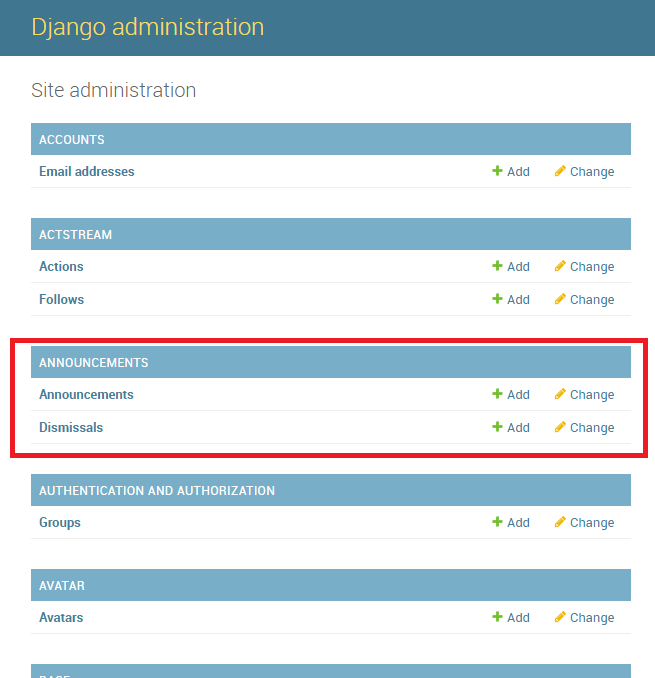 Django administration
Site administration
ACCOUNTS
Email addresses Add Change
ACTSTREAM
Actions Add Change
Follows Add Change
ANNOUNCEMENTS
Announcements Add Change
Dismissals Add Change
AUTHENTICATION AND AUTHORIZATION
Groups Add Change
AVATAR
Avatars Add Change